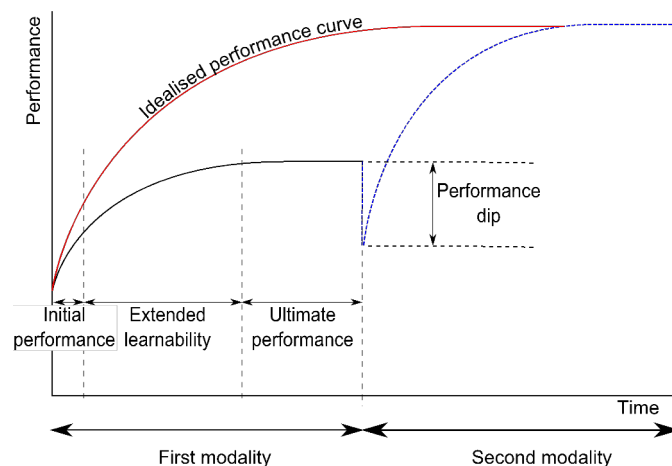 Performance
Idealised performance curve
Performance
dip
Initial
performance
Extended
learnability
Ultimate
performance
Time
First modality
Second modality